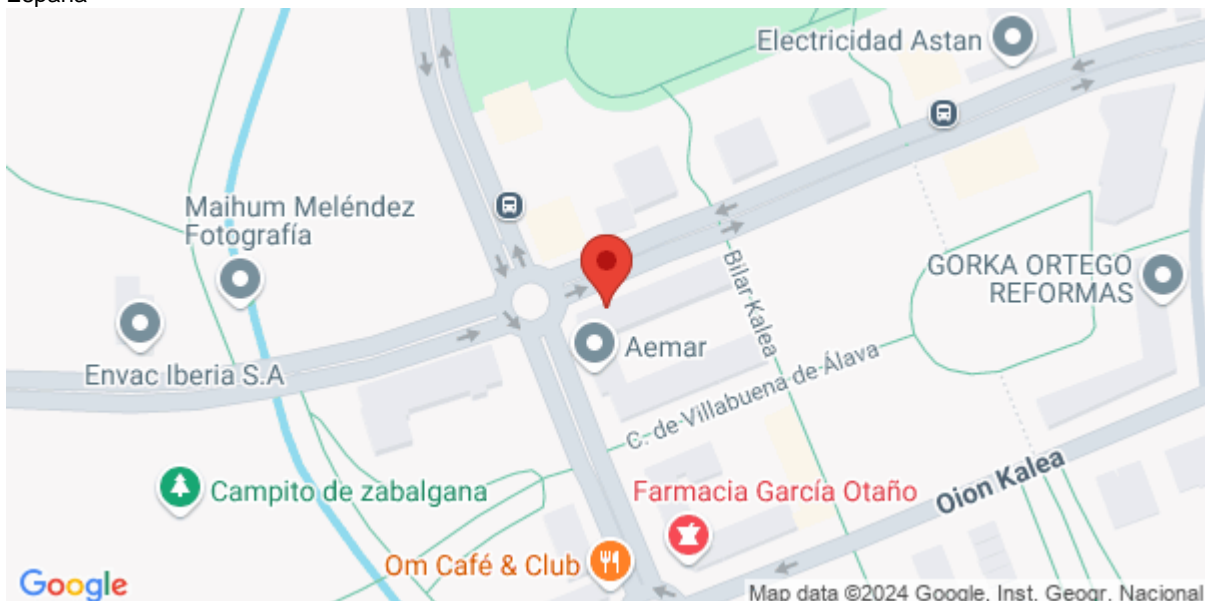 España
Electricidad Astan
Maihum Meléndez
Fotografía
Bilar Kalea
GORKA ORTEGO
REFORMAS
Aemar
Envac Iberia S.A
C. de Villabuena de Álava
Campito de zabalgana
Farmacia García Otaño
Oion Kalea
Om Café & Club
Google
Map data ©2024 Google, Inst. Geogr. Nacional